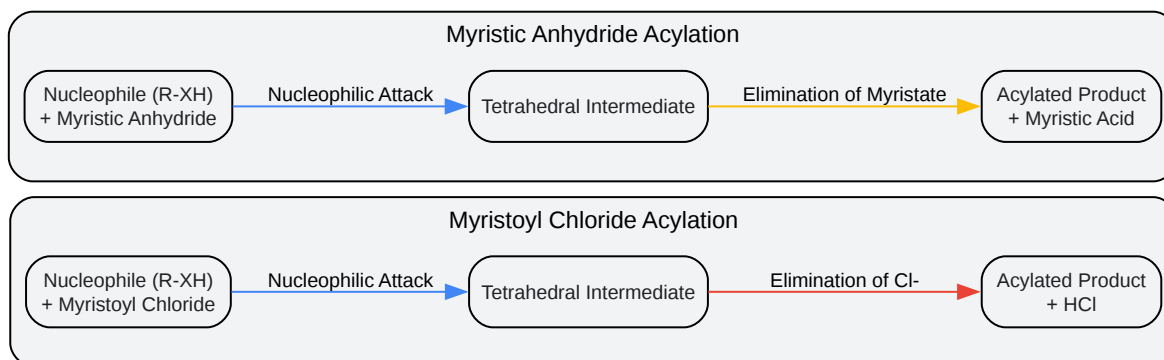 Myristic Anhydride Acylation
Nucleophile (R-XH)
+ Myristic Anhydride
Nucleophilic Attack
Tetrahedral Intermediate
Elimination of Myristate
Acylated Product
+ Myristic Acid
Myristoyl Chloride Acylation
Nucleophile (R-XH)
+ Myristoyl Chloride
Nucleophilic Attack
Tetrahedral Intermediate
Elimination of Cl-
Acylated Product
+ HCl